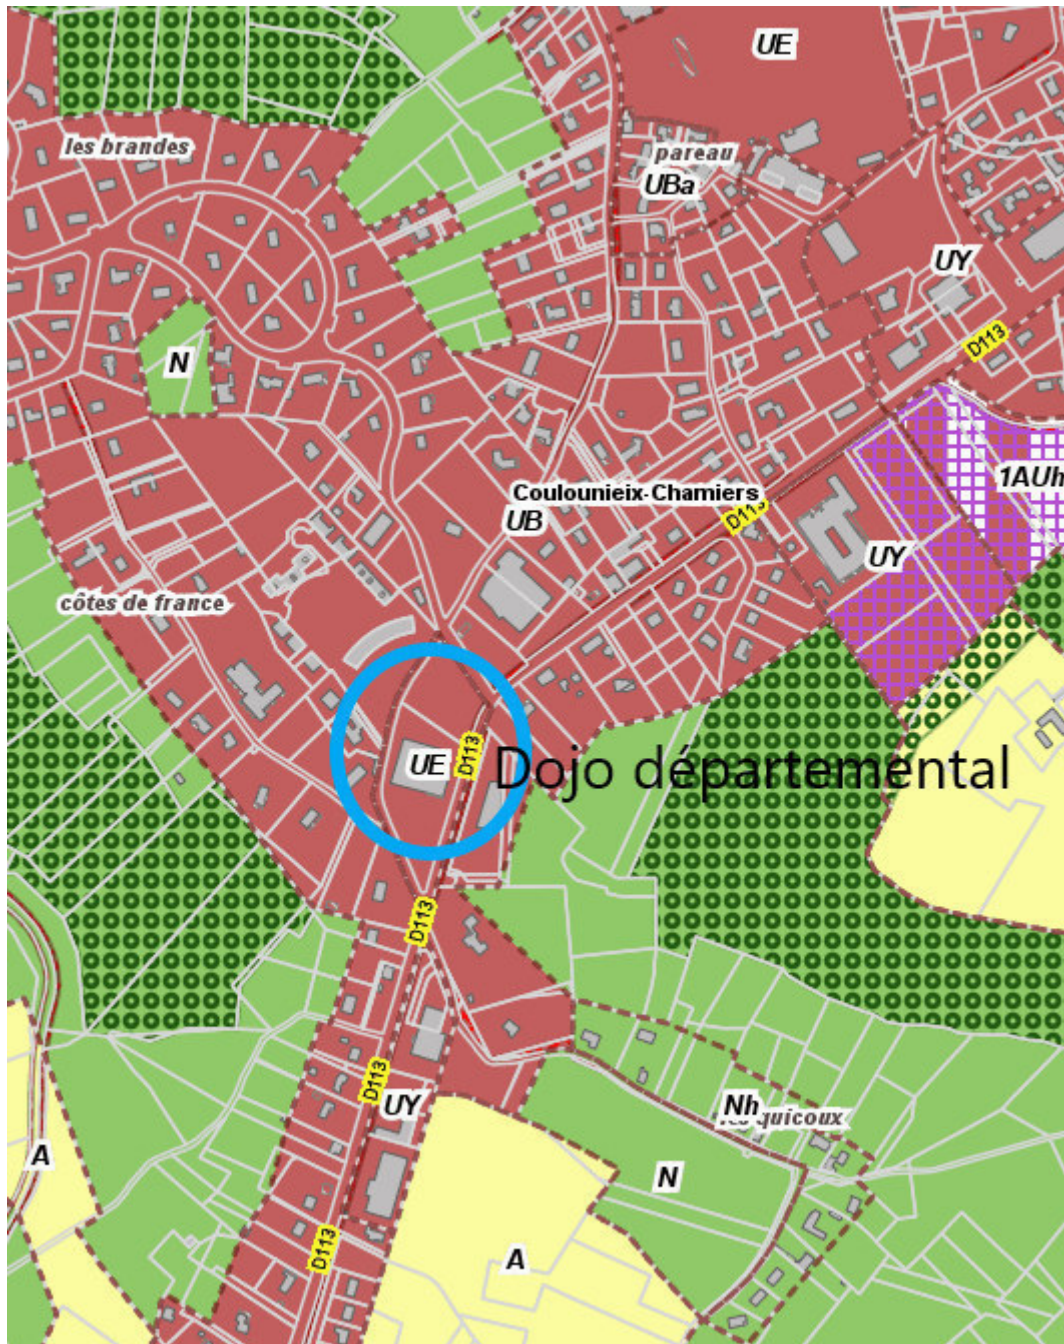 UE
les brandes
pareau
UBa
UY
D113
N
1AUh
Coulounieix-Chamiers
UB
D113
UY
côtes de france
UE
D113
Dojo départemental
D113
D113
UY
Nh
quicoux
A
N
D113
A